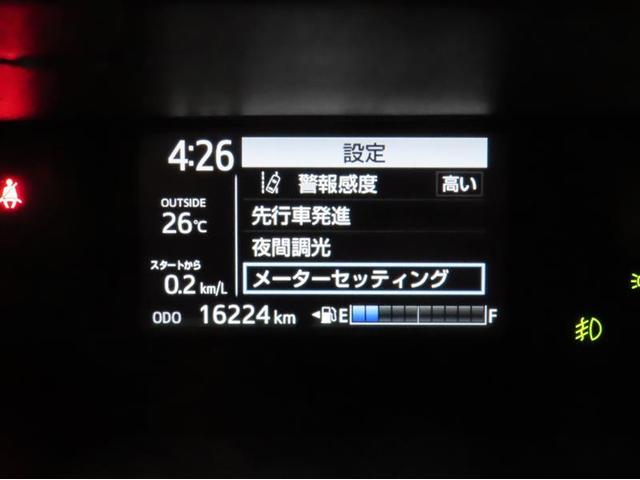 4:26
設定
警報感度 高い
OUTSIDE
26℃
先行車発進
夜間調光
スタートから
0.2 km/L
メーターセッティング
ODO 16224 km E F